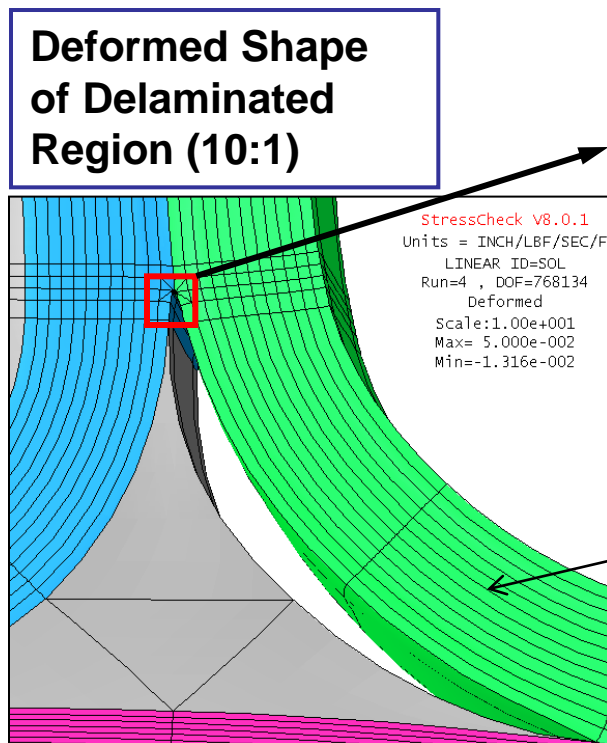 Deformed Shape
of Delaminated
Region (10:1)
StressCheck V8.0.1
Units = INCH/LBF/SEC/F
LINEAR ID=SOL
Run=4 , DOF=768134
Deformed
Scale:1.00e+001
Max= 5.000e-002
Min=-1.316e-002